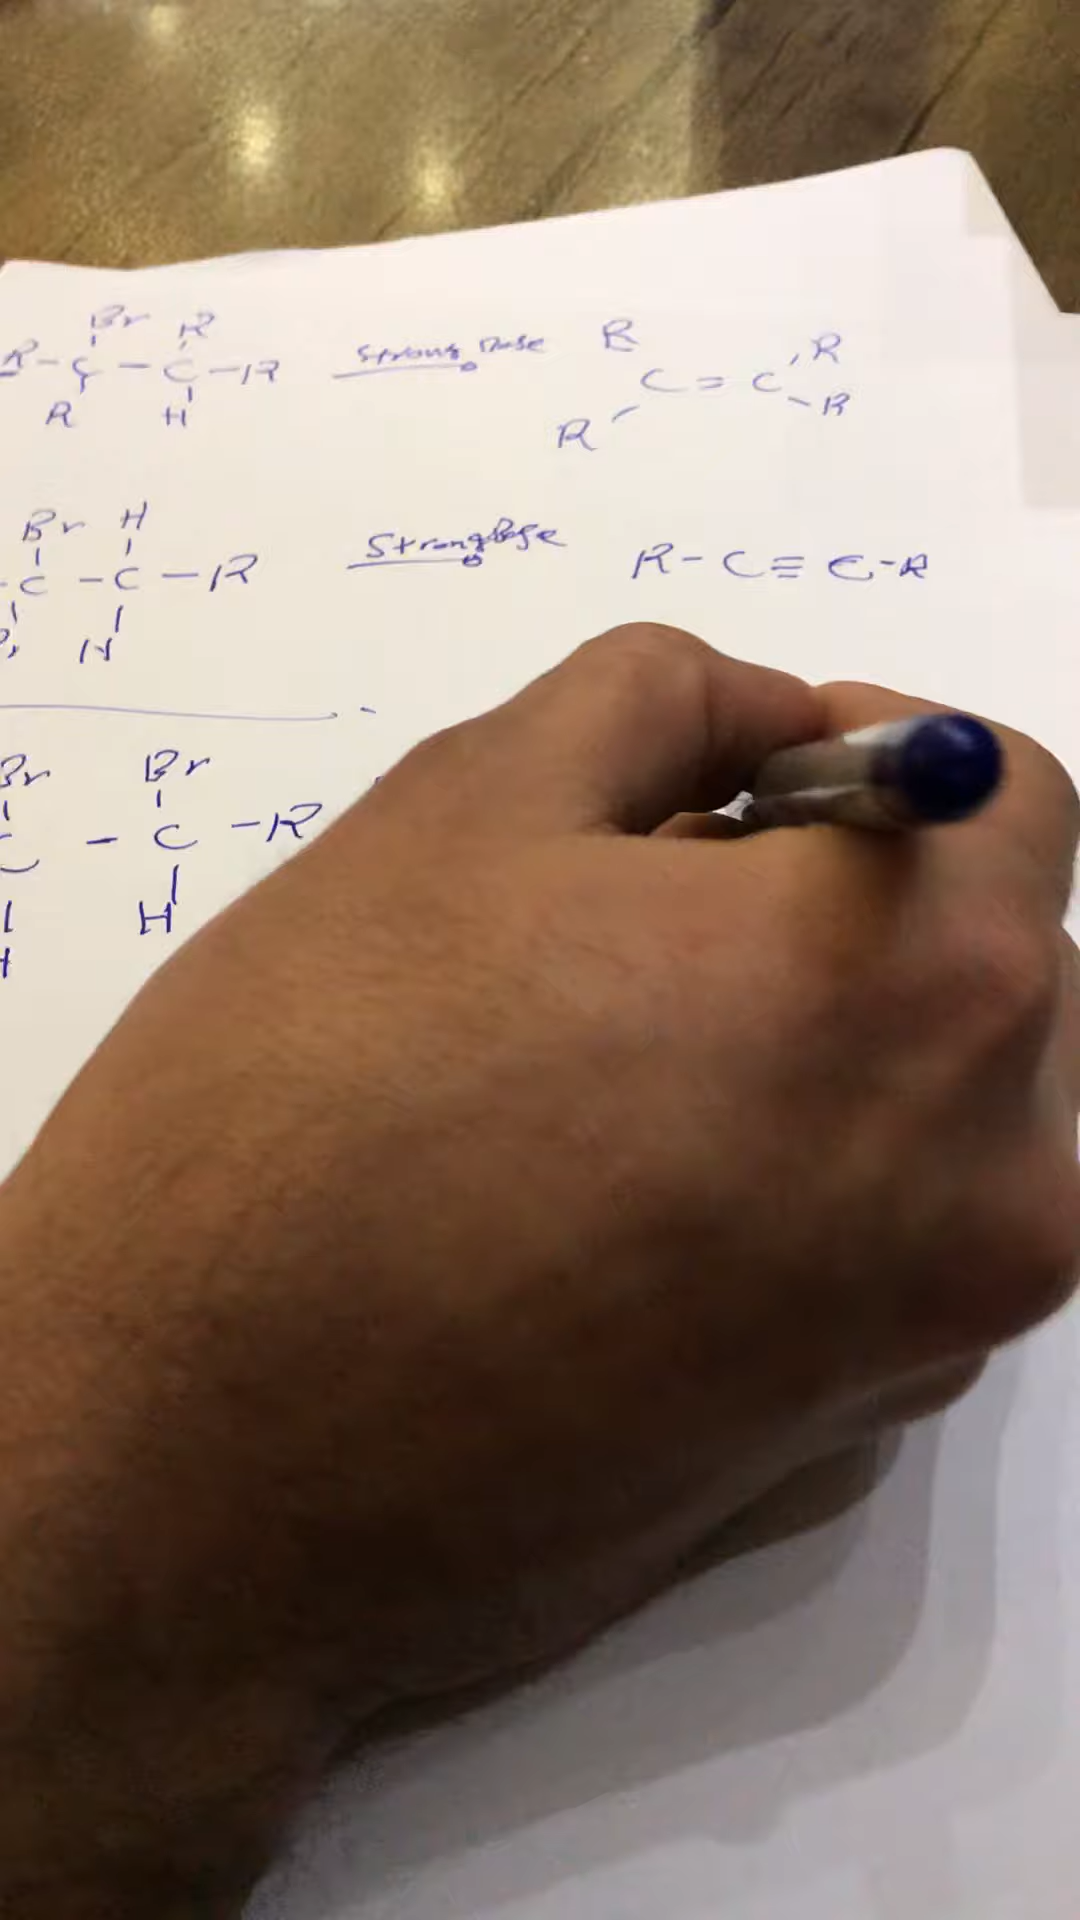 Br R
R-C-C-R Strong Base R C=C R
R H R R
Br H
-C-C-R Strong Base R-C≡C-R
H
Br Br
C-C-R
H H